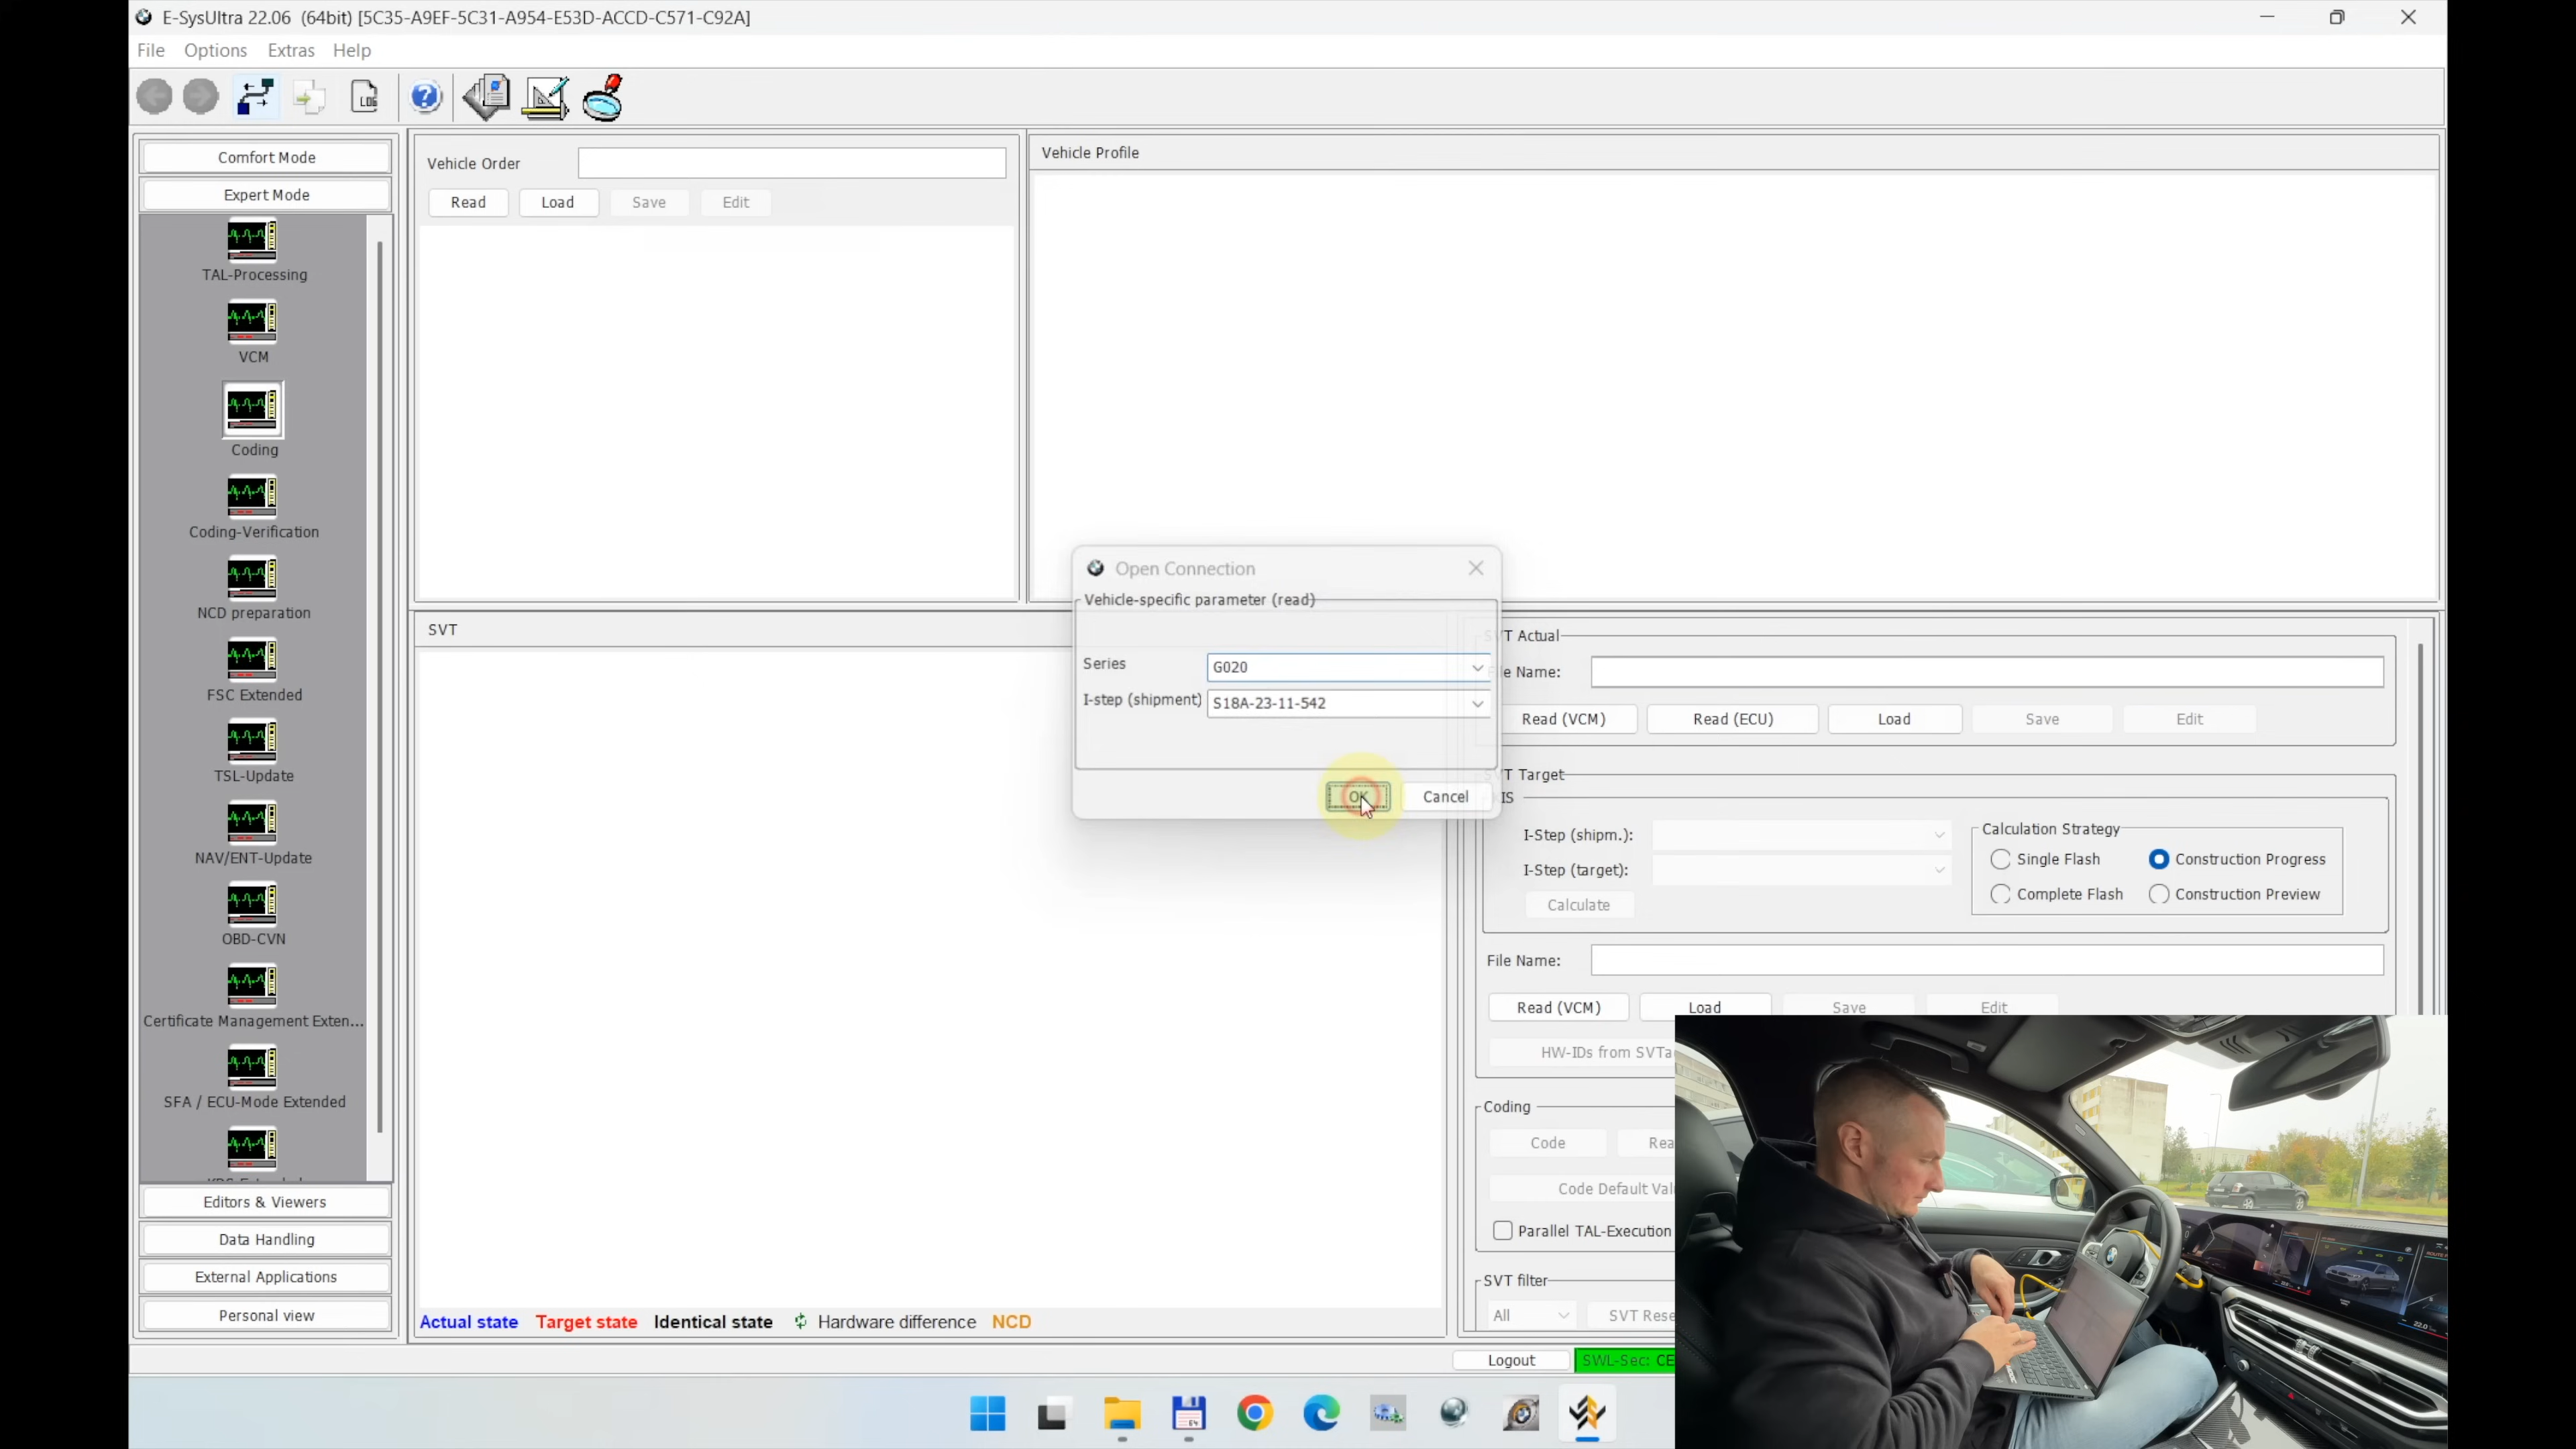 E-SysUltra 22.06 (64bit) [5C35-A9EF-5C31-A954-E53D-ACCD-C571-C92A]
File Options Extras Help
LOG
Comfort Mode
Expert Mode
TAL-Processing
VCM
Coding
Coding-Verification
NCD preparation
FSC Extended
TSL-Update
NAV/ENT-Update
OBD-CVN
Certificate Management Exten...
SFA / ECU-Mode Extended
Editors & Viewers
Data Handling
External Applications
Personal view
Vehicle Order
Read Load Save Edit
Vehicle Profile
SVT
Actual state Target state Identical state Hardware difference NCD
Open Connection
Vehicle-specific parameter (read)
Series G020
I-step (shipment) S18A-23-11-542
OK Cancel
SVT Actual
File Name:
Read (VCM) Read (ECU) Load Save Edit
SVT Target
I-Step (shipm.):
I-Step (target):
Calculate
Calculation Strategy
Single Flash Construction Progress
Complete Flash Construction Preview
File Name:
Read (VCM) Load Save Edit
HW-IDs from SVTa
Coding
Code Rea
Code Default Val
Parallel TAL-Execution
SVT filter
All SVT Rese
Logout SWL-Sec: CE
22.0